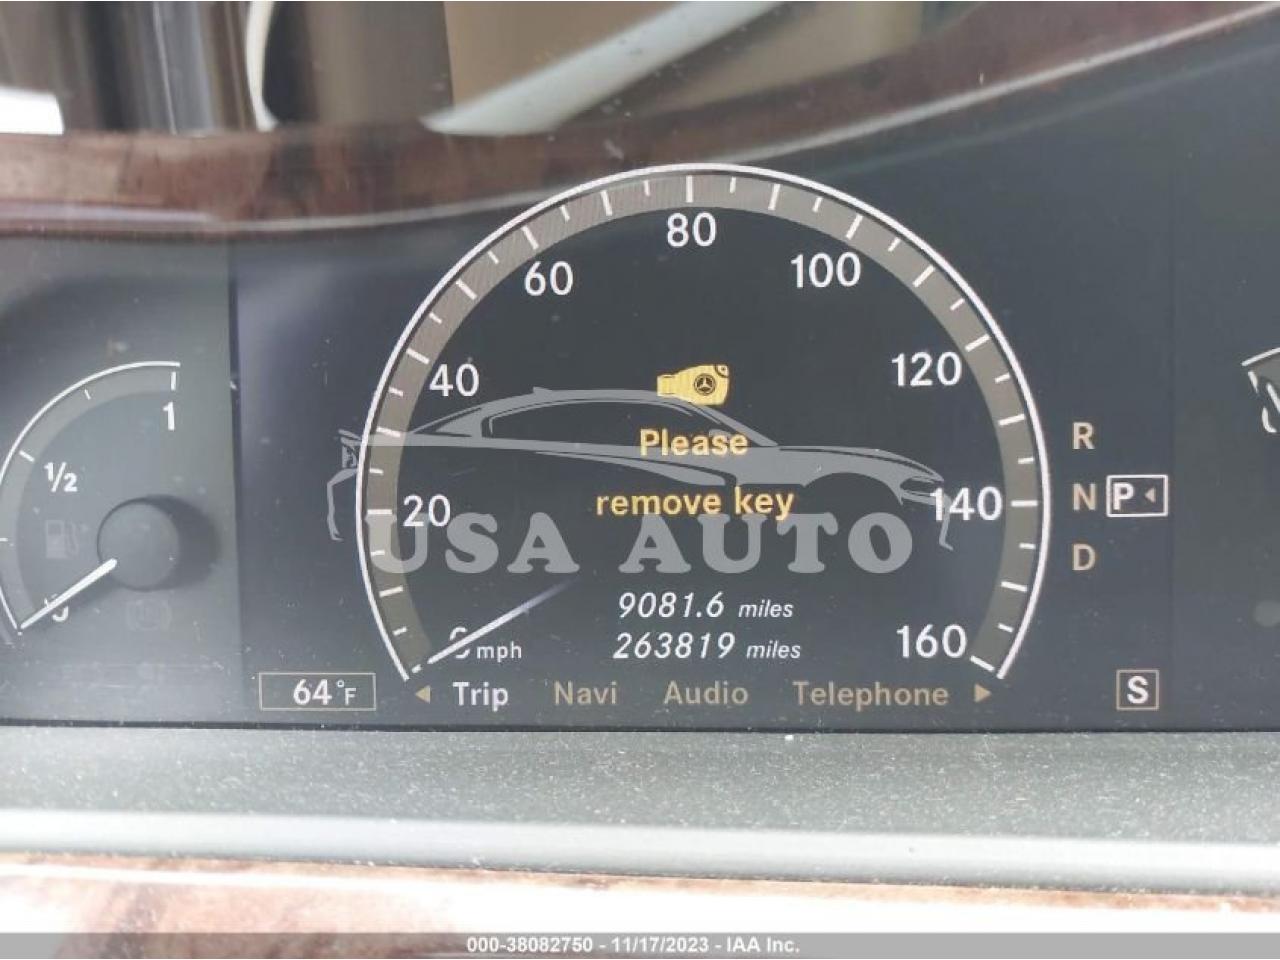 80
60
100
40
120
1
1/2
20
140
160
Please
remove key
R
N P
D
USA AUTO
9081.6 miles
263819 miles
mph
64°F
Trip Navi Audio Telephone
S
000-38082750 - 11/17/2023 - IAA Inc.